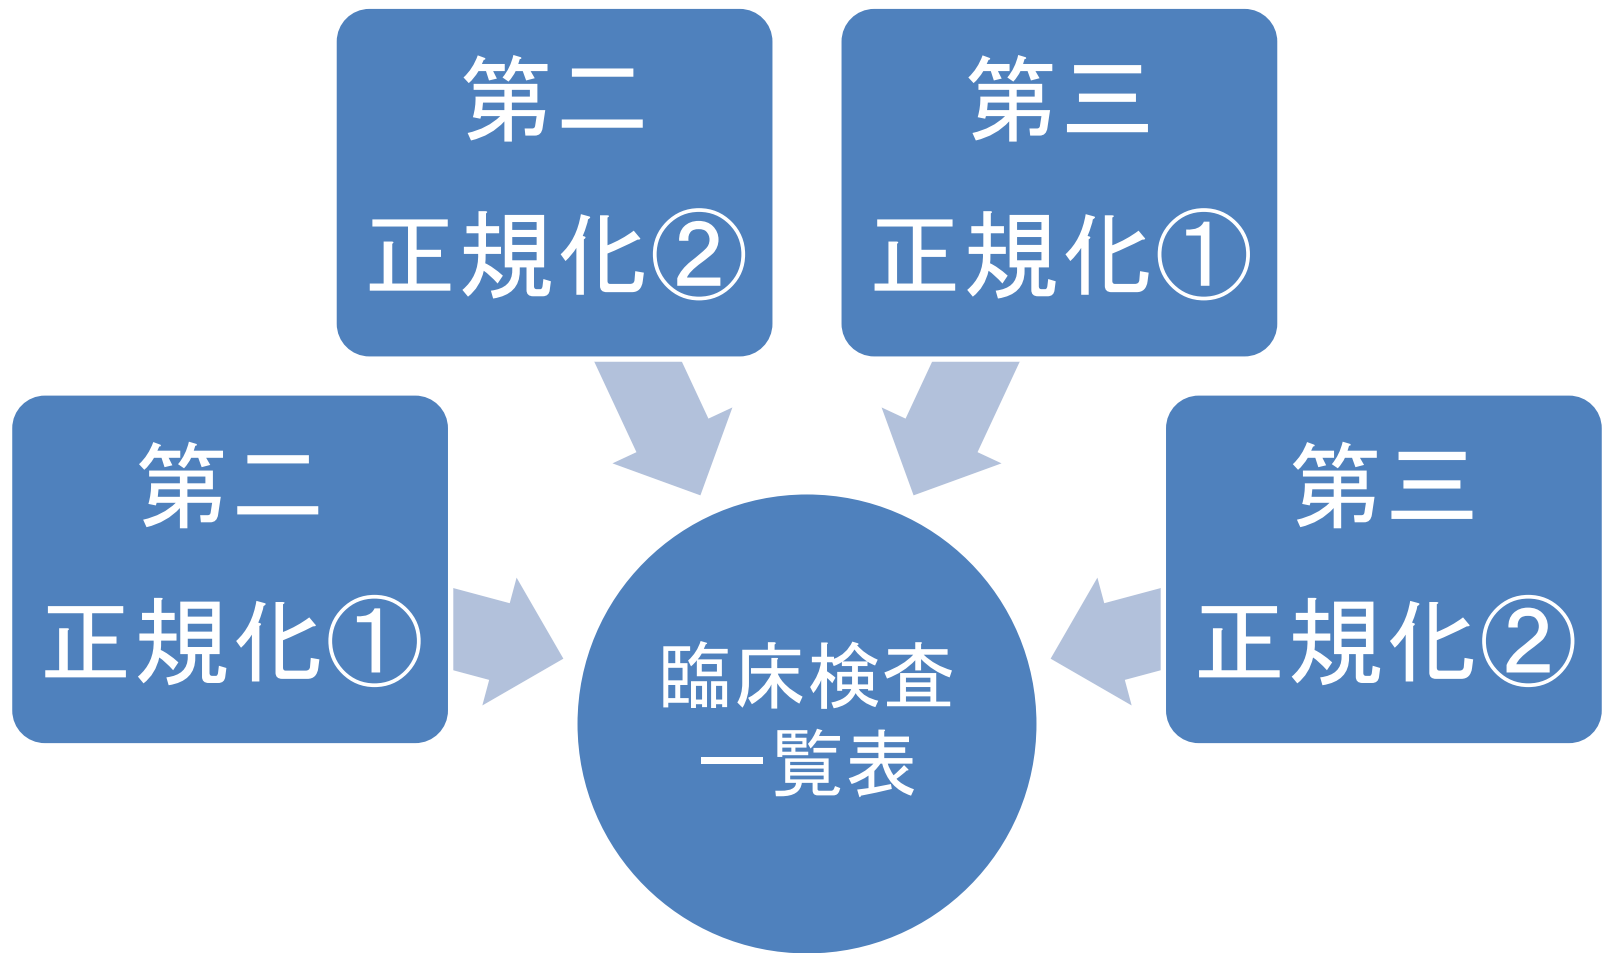 第二
正規化②
第三
正規化①
第二
正規化①
第三
正規化②
臨床検査
一覧表